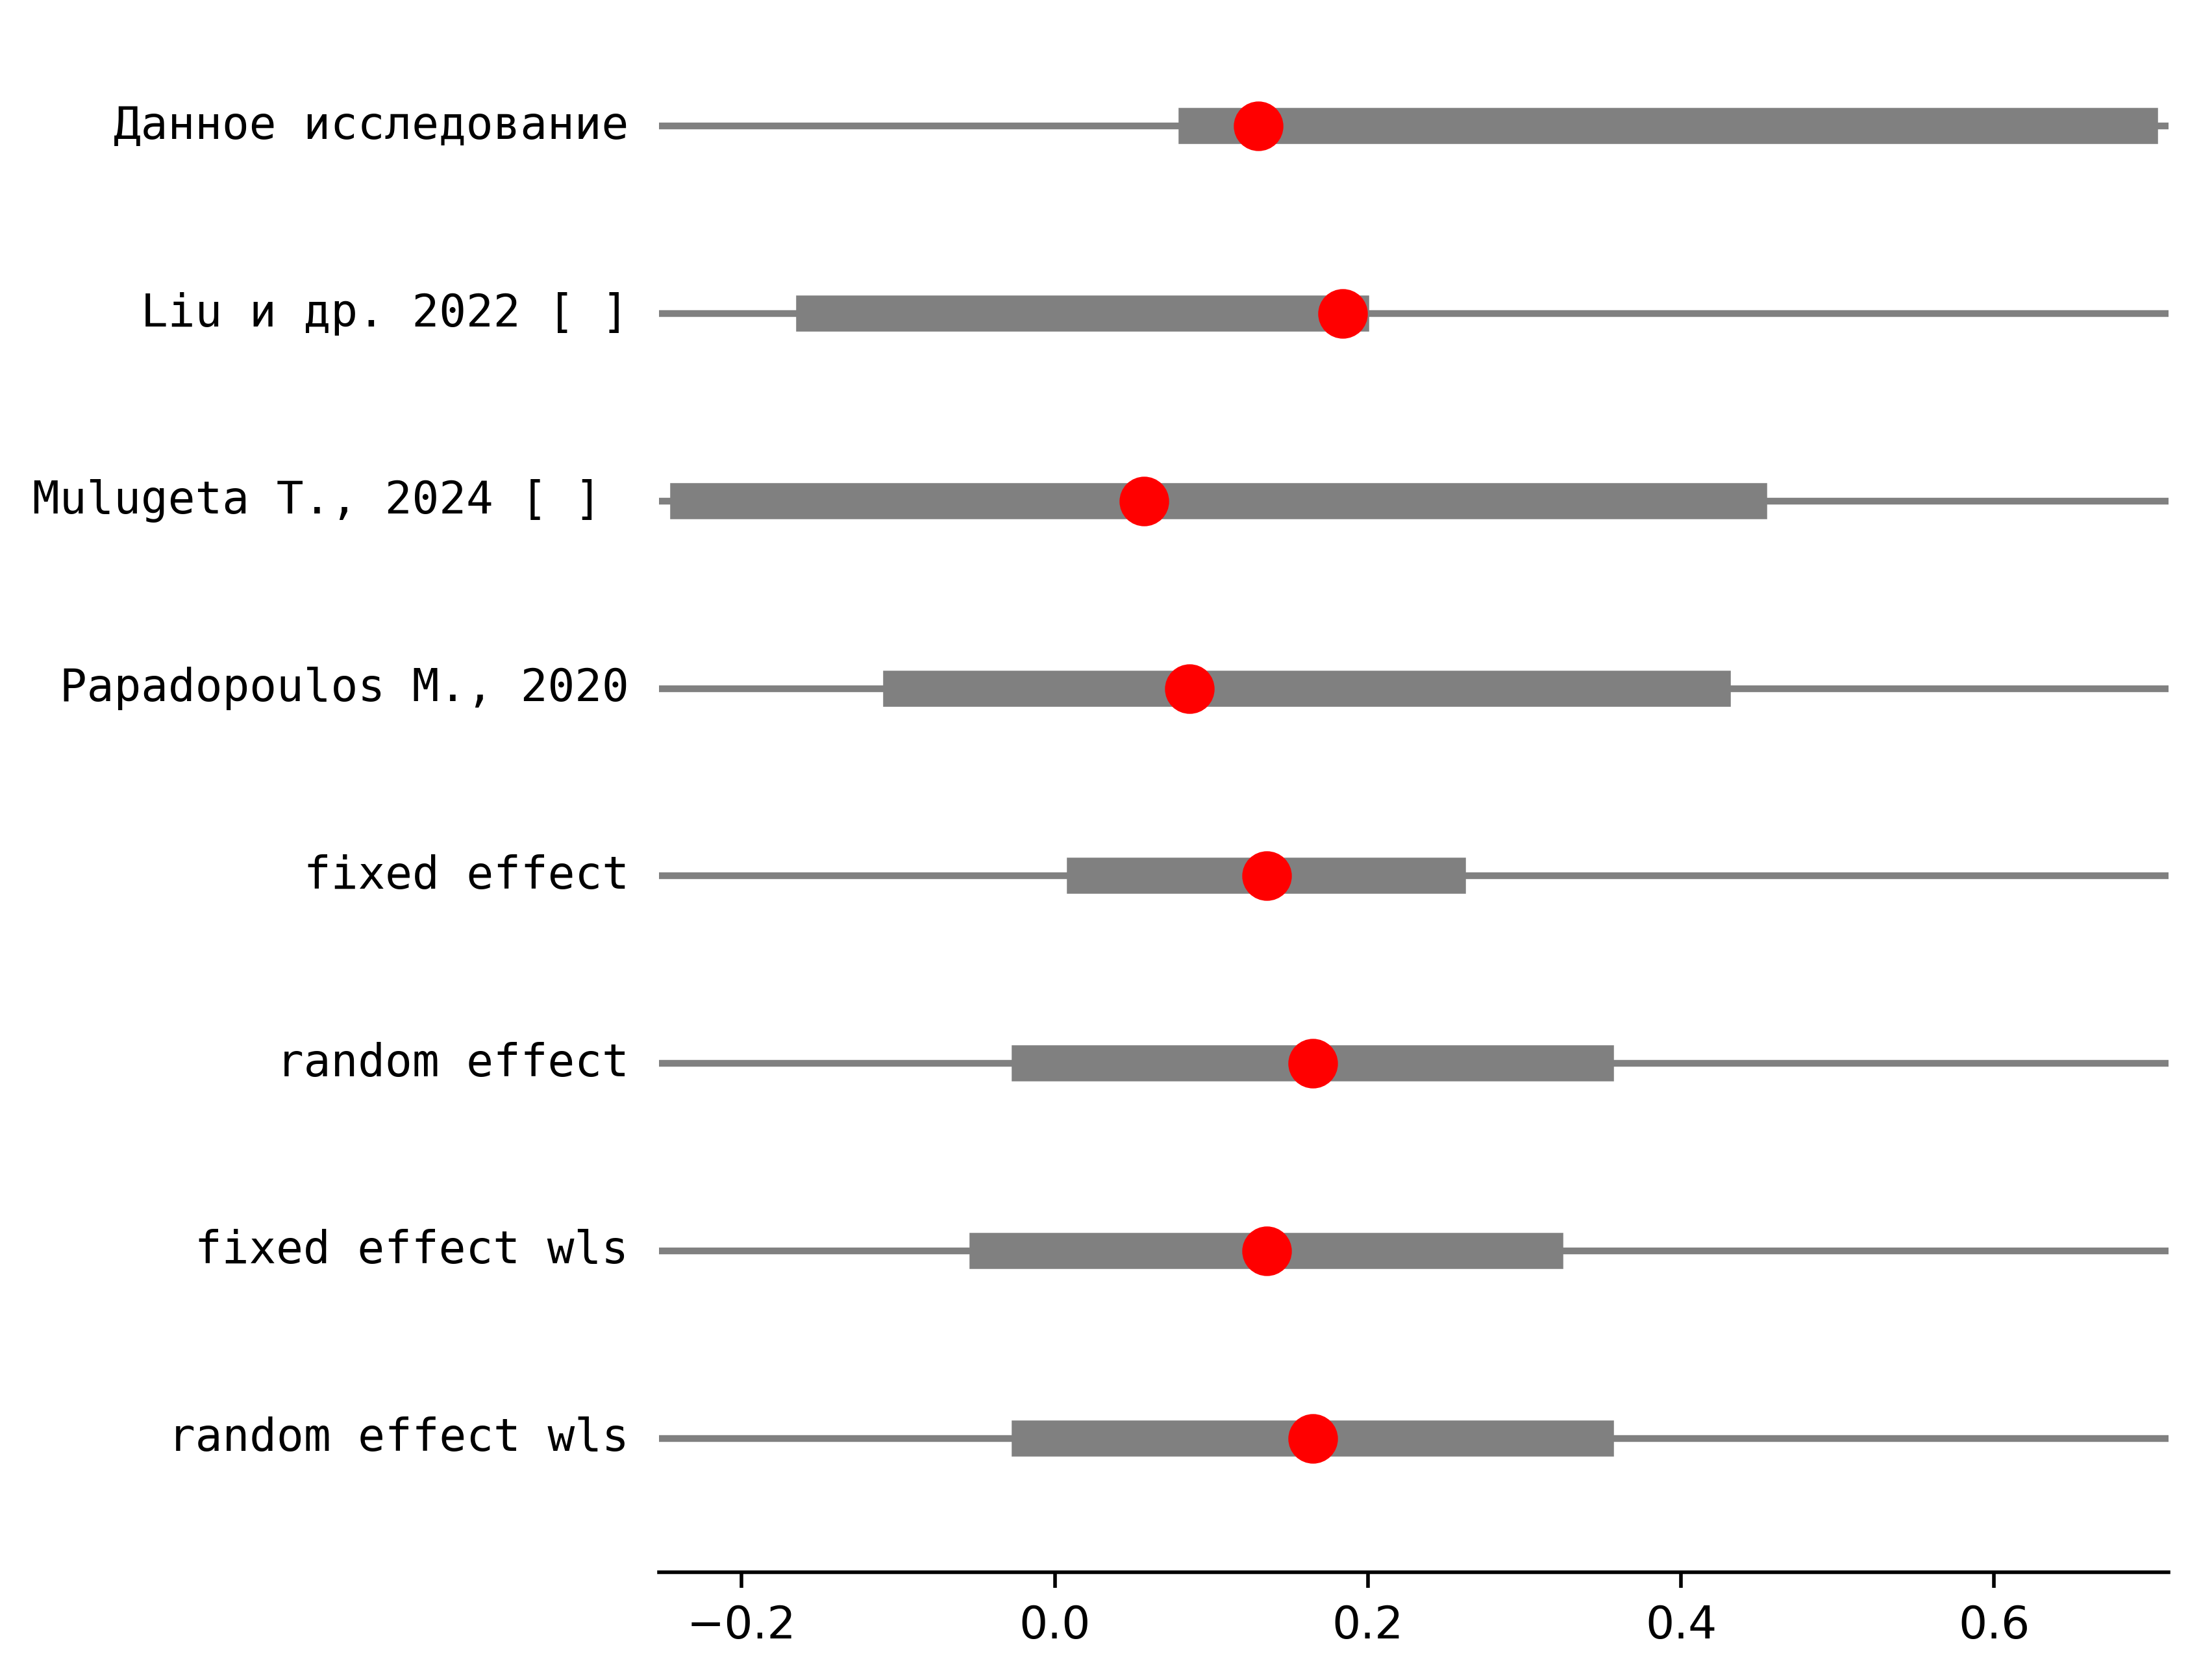 Данное исследование
Liu и др. 2022 [ ]
Mulugeta T., 2024 [ ]
Papadopoulos M., 2020
fixed effect
random effect
fixed effect wls
random effect wls
−0.2 0.0 0.2 0.4 0.6